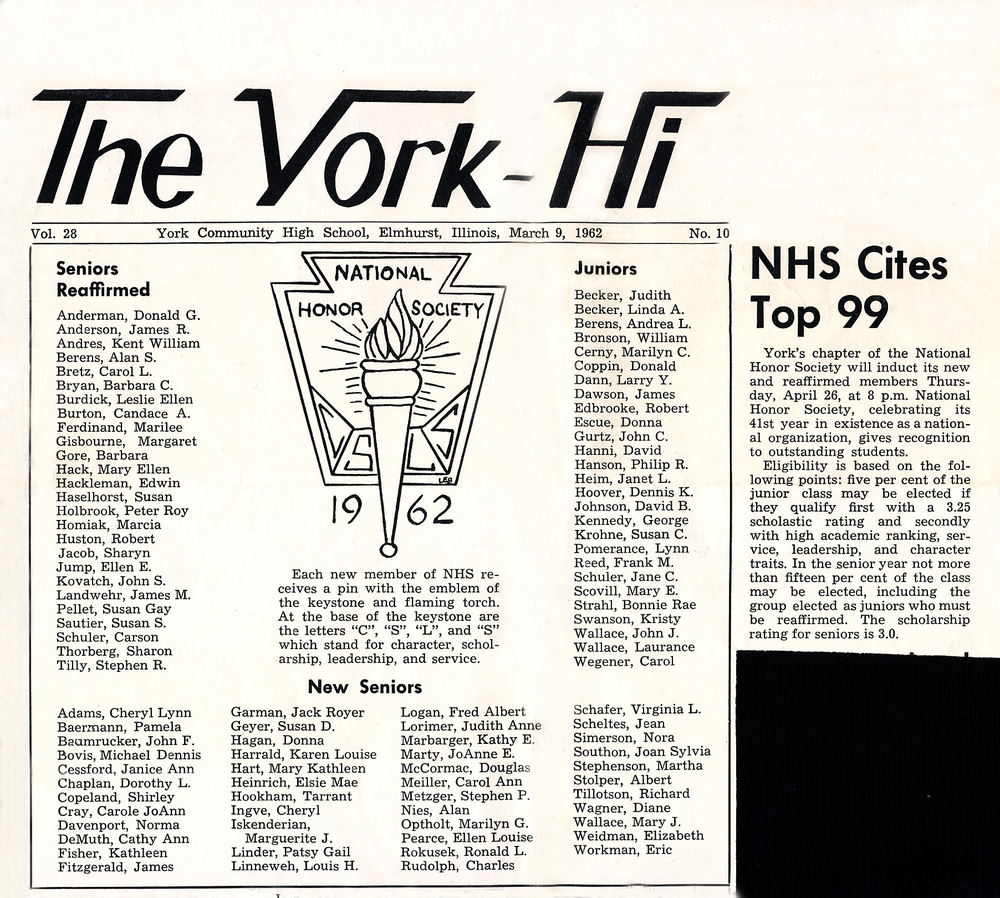 The York-Hi
Vol. 28 York Community High School, Elmhurst, Illinois, March 9, 1962 No. 10
Seniors
Reaffirmed
Anderman, Donald G.
Anderson, James R.
Andres, Kent William
Berens, Alan S.
Bretz, Carol L.
Bryan, Barbara C.
Burdick, Leslie Ellen
Burton, Candace A.
Ferdinand, Marilee
Gisbourne, Margaret
Gore, Barbara
Hack, Mary Ellen
Hackleman, Edwin
Haselhorst, Susan
Holbrook, Peter Roy
Homiak, Marcia
Huston, Robert
Jacob, Sharyn
Jump, Ellen E.
Kovatch, John S.
Landwehr, James M.
Pellet, Susan Gay
Sautier, Susan S.
Schuler, Carson
Thorberg, Sharon
Tilly, Stephen R.
NATIONAL
HONOR SOCIETY
C S L S
LEB
1962
Each new member of NHS re-
ceives a pin with the emblem of
the keystone and flaming torch.
At the base of the keystone are
the letters “C”, “S”, “L”, and “S”
which stand for character, schol-
arship, leadership, and service.
Juniors
Becker, Judith
Becker, Linda A.
Berens, Andrea L.
Bronson, William
Cerny, Marilyn C.
Coppin, Donald
Dann, Larry Y.
Dawson, James
Edbrooke, Robert
Escue, Donna
Gurtz, John C.
Hanni, David
Hanson, Philip R.
Heim, Janet L.
Hoover, Dennis K.
Johnson, David B.
Kennedy, George
Krohne, Susan C.
Pomerance, Lynn
Reed, Frank M.
Schuler, Jane C.
Scovill, Mary E.
Strahl, Bonnie Rae
Swanson, Kristy
Wallace, John J.
Wallace, Laurance
Wegener, Carol
New Seniors
Adams, Cheryl Lynn
Baermann, Pamela
Baumrucker, John F.
Bovis, Michael Dennis
Cessford, Janice Ann
Chaplan, Dorothy L.
Copeland, Shirley
Cray, Carole JoAnn
Davenport, Norma
DeMuth, Cathy Ann
Fisher, Kathleen
Fitzgerald, James
Garman, Jack Royer
Geyer, Susan D.
Hagan, Donna
Harrald, Karen Louise
Hart, Mary Kathleen
Heinrich, Elsie Mae
Hookham, Tarrant
Ingve, Cheryl
Iskenderian,
Marguerite J.
Linder, Patsy Gail
Linneweh, Louis H.
Logan, Fred Albert
Lorimer, Judith Anne
Marbarger, Kathy E.
Marty, JoAnne E.
McCormac, Douglas
Meiller, Carol Ann
Metzger, Stephen P.
Nies, Alan
Optholt, Marilyn G.
Pearce, Ellen Louise
Rokusek, Ronald L.
Rudolph, Charles
Schafer, Virginia L.
Scheltes, Jean
Simerson, Nora
Southon, Joan Sylvia
Stephenson, Martha
Stolper, Albert
Tillotson, Richard
Wagner, Diane
Wallace, Mary J.
Weidman, Elizabeth
Workman, Eric
NHS Cites
Top 99
York’s chapter of the National
Honor Society will induct its new
and reaffirmed members Thurs-
day, April 26, at 8 p.m. National
Honor Society, celebrating its
41st year in existence as a nation-
al organization, gives recognition
to outstanding students.
Eligibility is based on the fol-
lowing points: five per cent of the
junior class may be elected if
they qualify first with a 3.25
scholastic rating and secondly
with high academic ranking, ser-
vice, leadership, and character
traits. In the senior year not more
than fifteen per cent of the class
may be elected, including the
group elected as juniors who must
be reaffirmed. The scholarship
rating for seniors is 3.0.